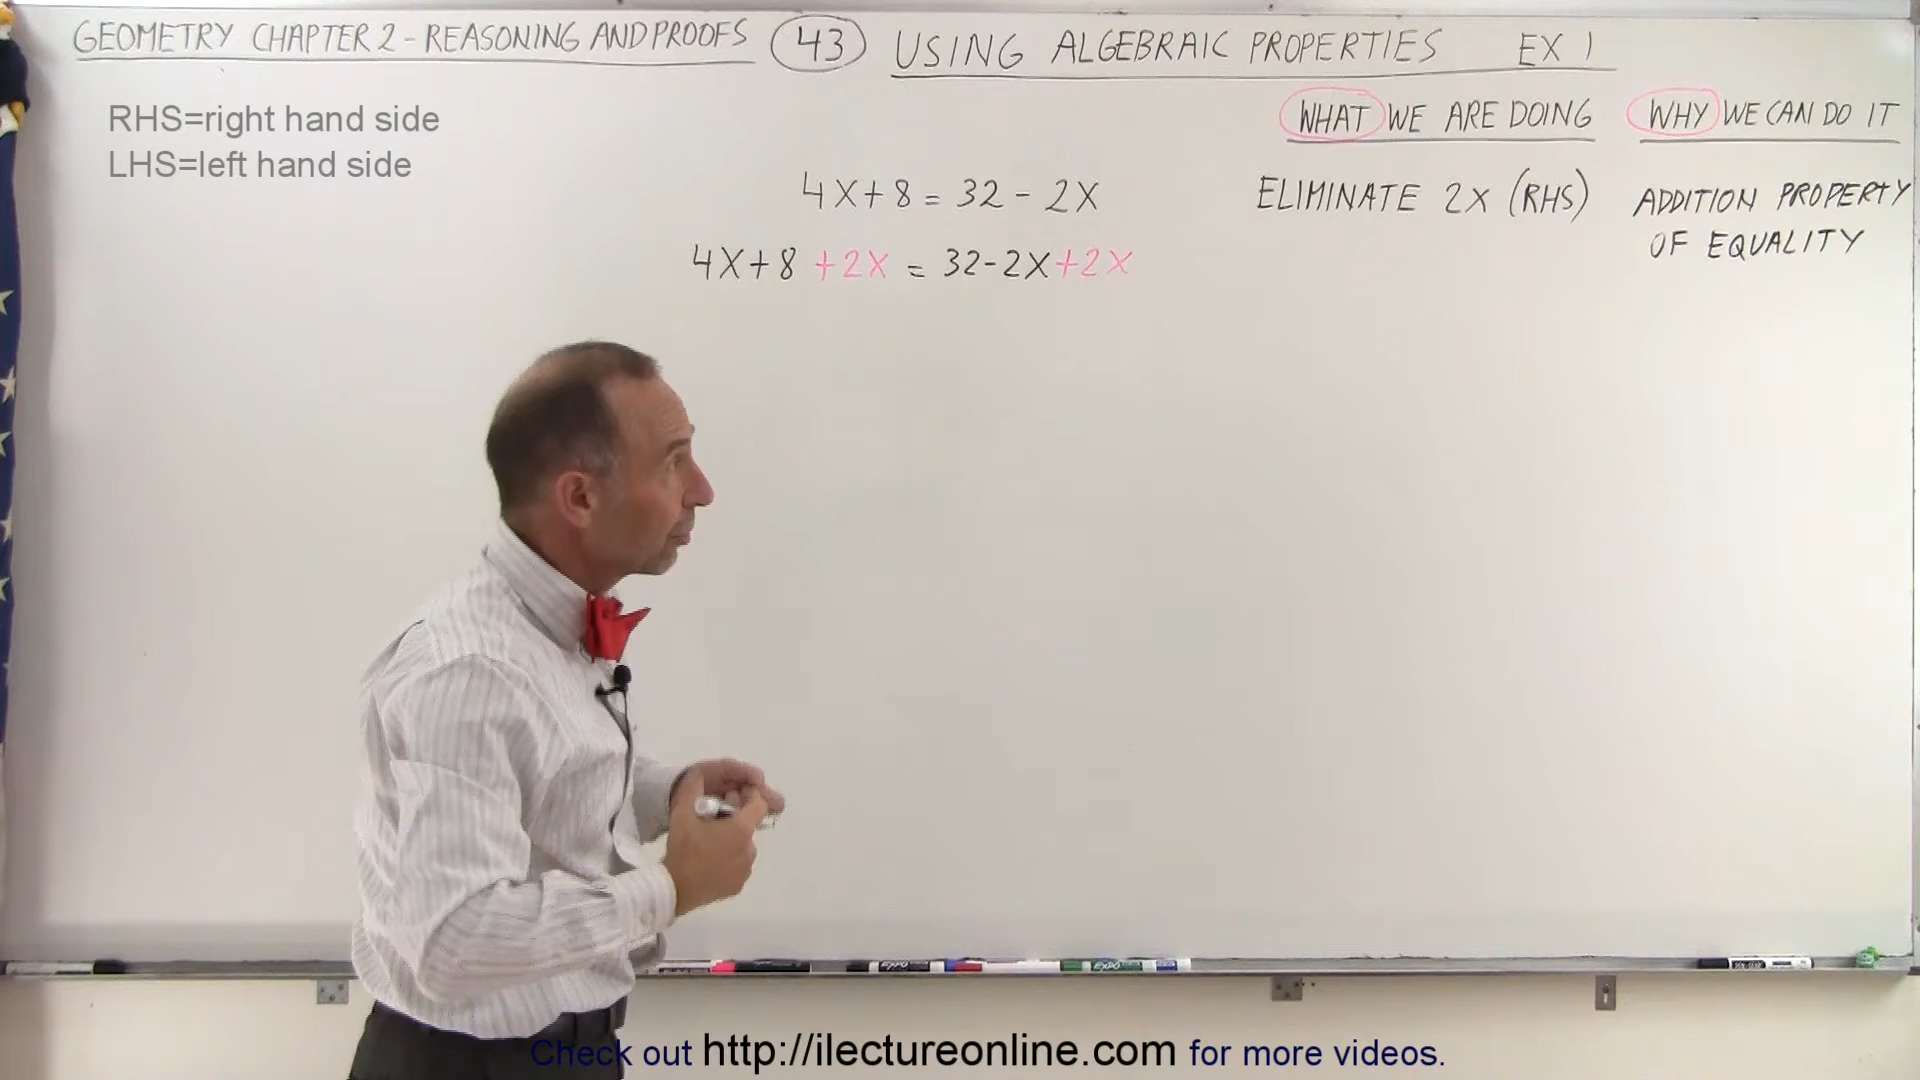 GEOMETRY CHAPTER 2 - REASONING AND PROOFS 43 USING ALGEBRAIC PROPERTIES EX 1
RHS=right hand side
LHS=left hand side
WHAT WE ARE DOING WHY WE CAN DO IT
4X+8 = 32 - 2X ELIMINATE 2X (RHS) ADDITION PROPERTY
OF EQUALITY
4X+8 +2X = 32-2X+2X
EXPO EXPO
Check out http://ilectureonline.com for more videos.